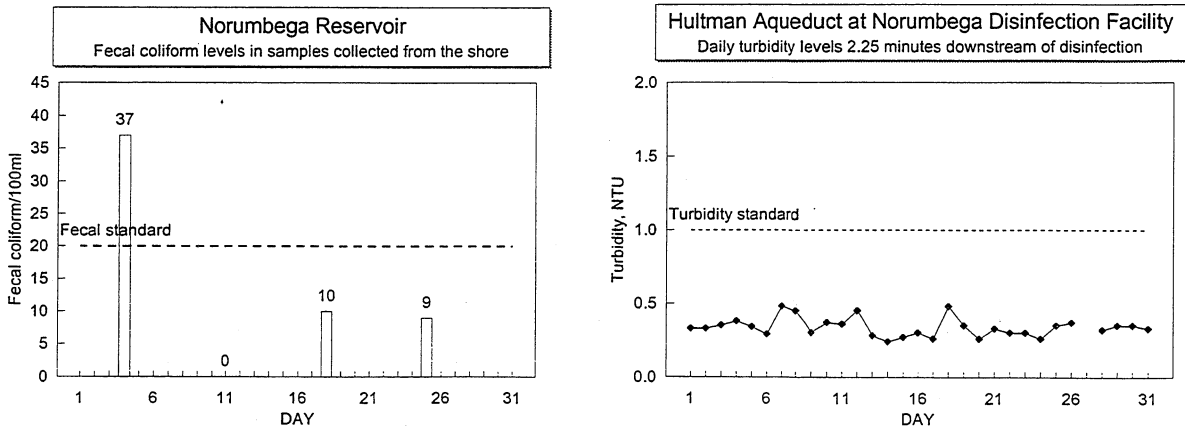 Norumbega Reservoir
Fecal coliform levels in samples collected from the shore
Fecal coliform/100ml
45
40
35
30
25
20
15
10
5
0
37
Fecal standard
0
10
9
1 6 11 16 21 26 31
DAY
Hultman Aqueduct at Norumbega Disinfection Facility
Daily turbidity levels 2.25 minutes downstream of disinfection
Turbidity, NTU
2.0
1.5
1.0
0.5
0.0
Turbidity standard
1 6 11 16 21 26 31
DAY